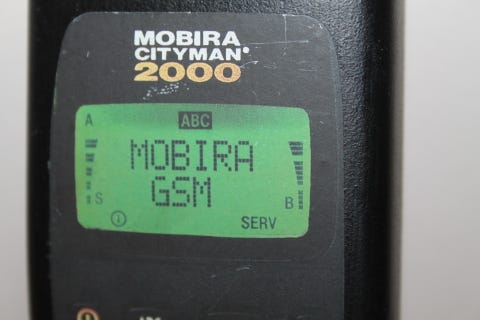 MOBIRA
CITYMAN
2000
A ABC
MOBIRA
GSM
S B
SERV